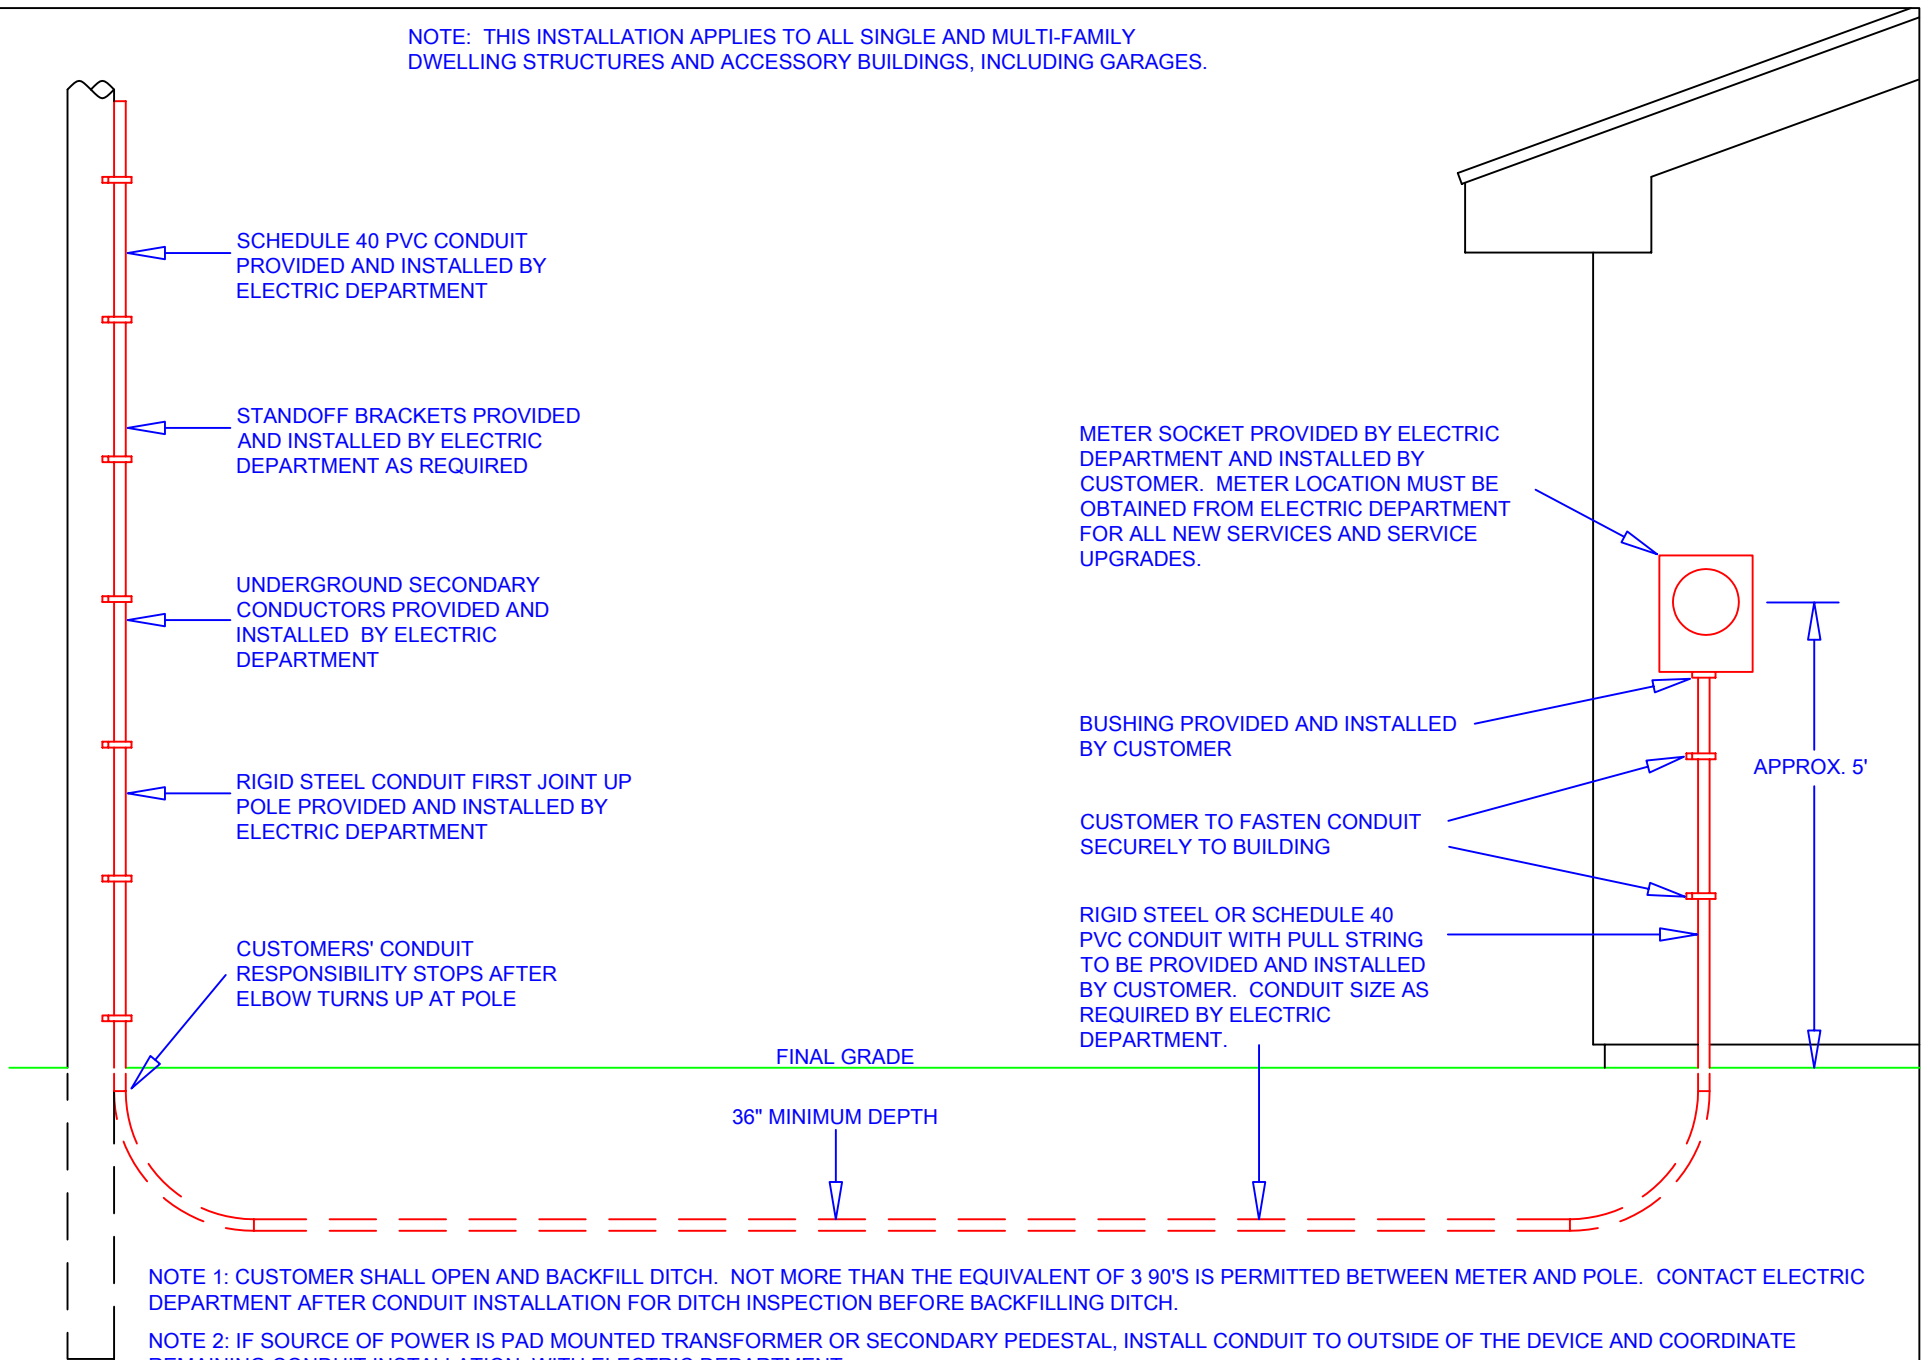 NOTE: THIS INSTALLATION APPLIES TO ALL SINGLE AND MULTI-FAMILY
DWELLING STRUCTURES AND ACCESSORY BUILDINGS, INCLUDING GARAGES.
SCHEDULE 40 PVC CONDUIT
PROVIDED AND INSTALLED BY
ELECTRIC DEPARTMENT
STANDOFF BRACKETS PROVIDED
AND INSTALLED BY ELECTRIC
DEPARTMENT AS REQUIRED
UNDERGROUND SECONDARY
CONDUCTORS PROVIDED AND
INSTALLED BY ELECTRIC
DEPARTMENT
RIGID STEEL CONDUIT FIRST JOINT UP
POLE PROVIDED AND INSTALLED BY
ELECTRIC DEPARTMENT
CUSTOMERS' CONDUIT
RESPONSIBILITY STOPS AFTER
ELBOW TURNS UP AT POLE
METER SOCKET PROVIDED BY ELECTRIC
DEPARTMENT AND INSTALLED BY
CUSTOMER. METER LOCATION MUST BE
OBTAINED FROM ELECTRIC DEPARTMENT
FOR ALL NEW SERVICES AND SERVICE
UPGRADES.
BUSHING PROVIDED AND INSTALLED
BY CUSTOMER
APPROX. 5'
CUSTOMER TO FASTEN CONDUIT
SECURELY TO BUILDING
RIGID STEEL OR SCHEDULE 40
PVC CONDUIT WITH PULL STRING
TO BE PROVIDED AND INSTALLED
BY CUSTOMER. CONDUIT SIZE AS
REQUIRED BY ELECTRIC
DEPARTMENT.
FINAL GRADE
36" MINIMUM DEPTH
NOTE 1: CUSTOMER SHALL OPEN AND BACKFILL DITCH. NOT MORE THAN THE EQUIVALENT OF 3 90'S IS PERMITTED BETWEEN METER AND POLE. CONTACT ELECTRIC
DEPARTMENT AFTER CONDUIT INSTALLATION FOR DITCH INSPECTION BEFORE BACKFILLING DITCH.
NOTE 2: IF SOURCE OF POWER IS PAD MOUNTED TRANSFORMER OR SECONDARY PEDESTAL, INSTALL CONDUIT TO OUTSIDE OF THE DEVICE AND COORDINATE
REMAINING CONDUIT INSTALLATION WITH ELECTRIC DEPARTMENT